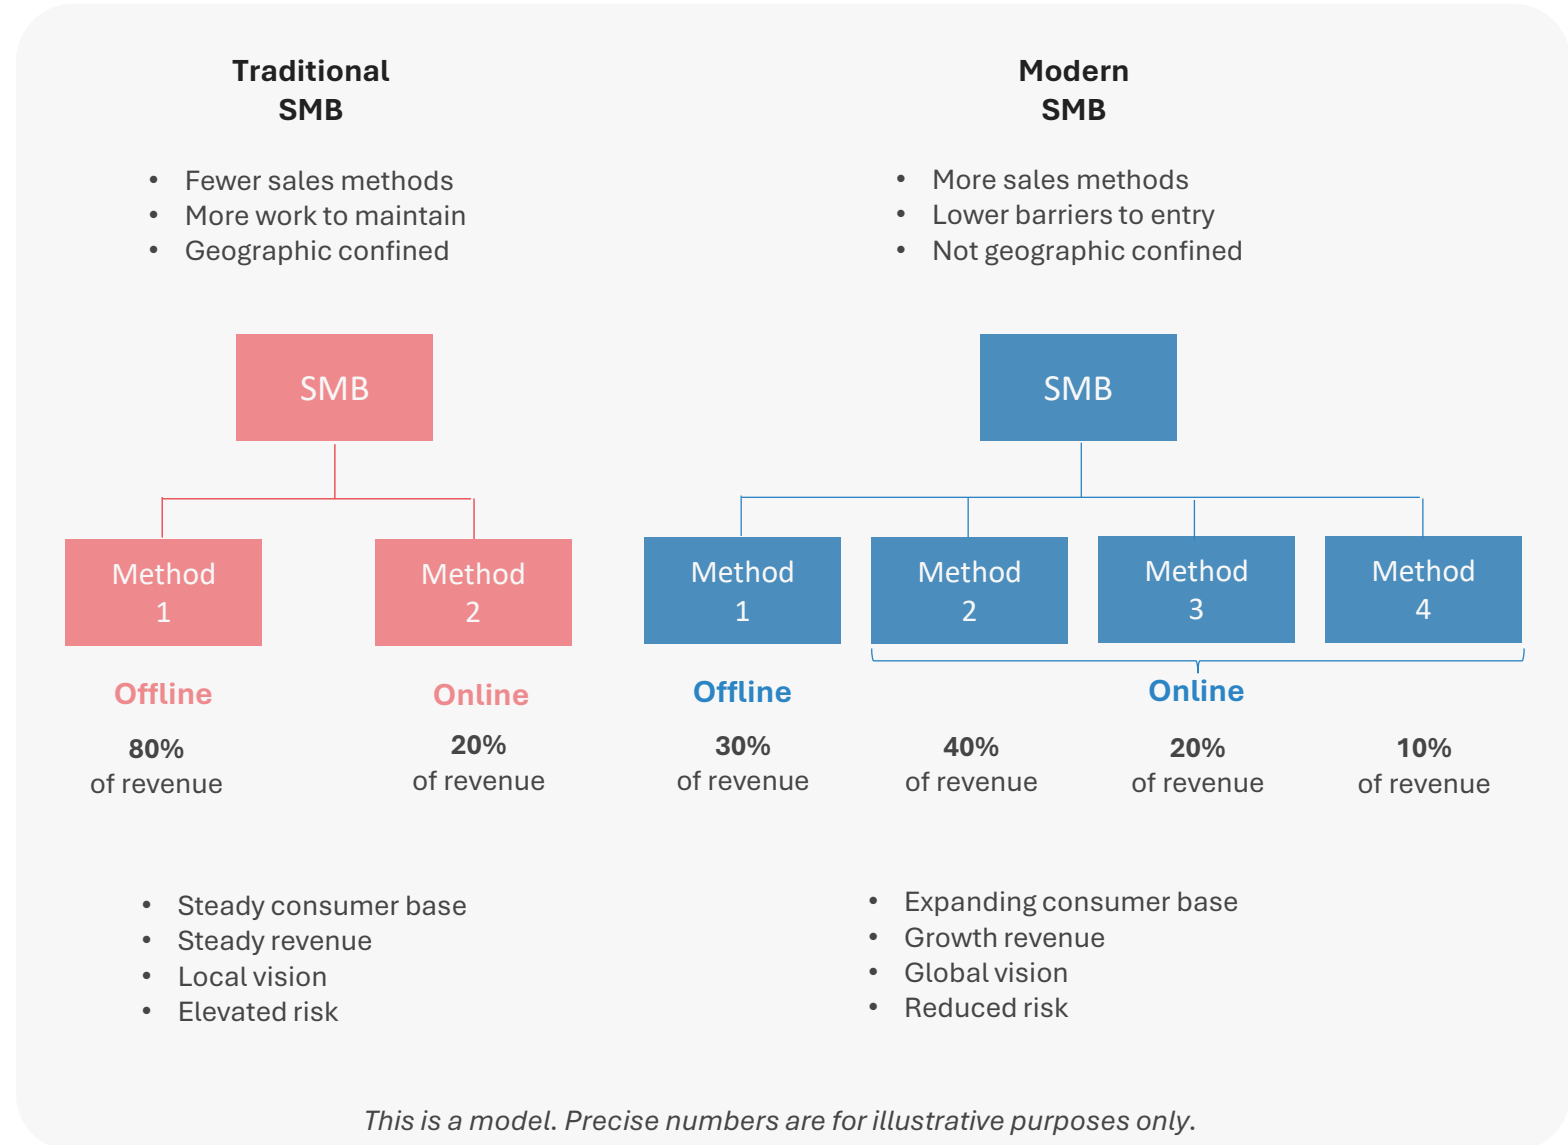 Traditional
SMB
• Fewer sales methods
• More work to maintain
• Geographic confined
SMB
Method
1
Method
2
Offline
Online
80%
of revenue
20%
of revenue
• Steady consumer base
• Steady revenue
• Local vision
• Elevated risk
Modern
SMB
• More sales methods
• Lower barriers to entry
• Not geographic confined
SMB
Method
1
Method
2
Method
3
Method
4
Offline
Online
30%
of revenue
40%
of revenue
20%
of revenue
10%
of revenue
• Expanding consumer base
• Growth revenue
• Global vision
• Reduced risk
This is a model. Precise numbers are for illustrative purposes only.